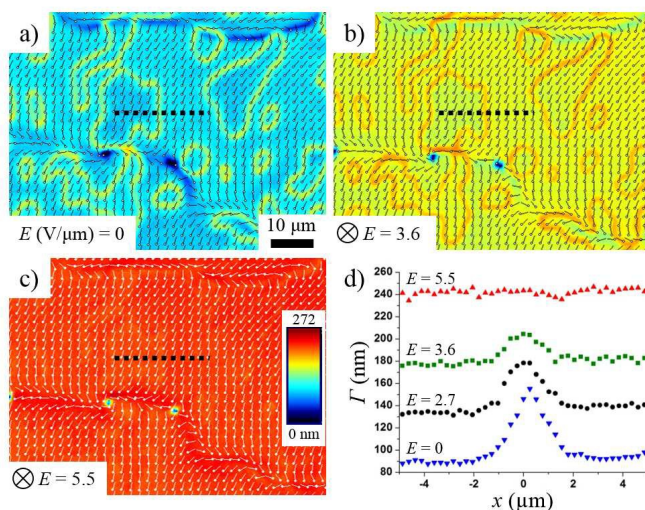 a)
E (V/μm) = 0
10 μm
b)
⊗ E = 3.6
c)
272
0 nm
⊗ E = 5.5
d)
260
240
220
200
180
160
140
120
100
80
Γ (nm)
E = 5.5
E = 3.6
E = 2.7
E = 0
-4 -2 0 2 4
x (μm)